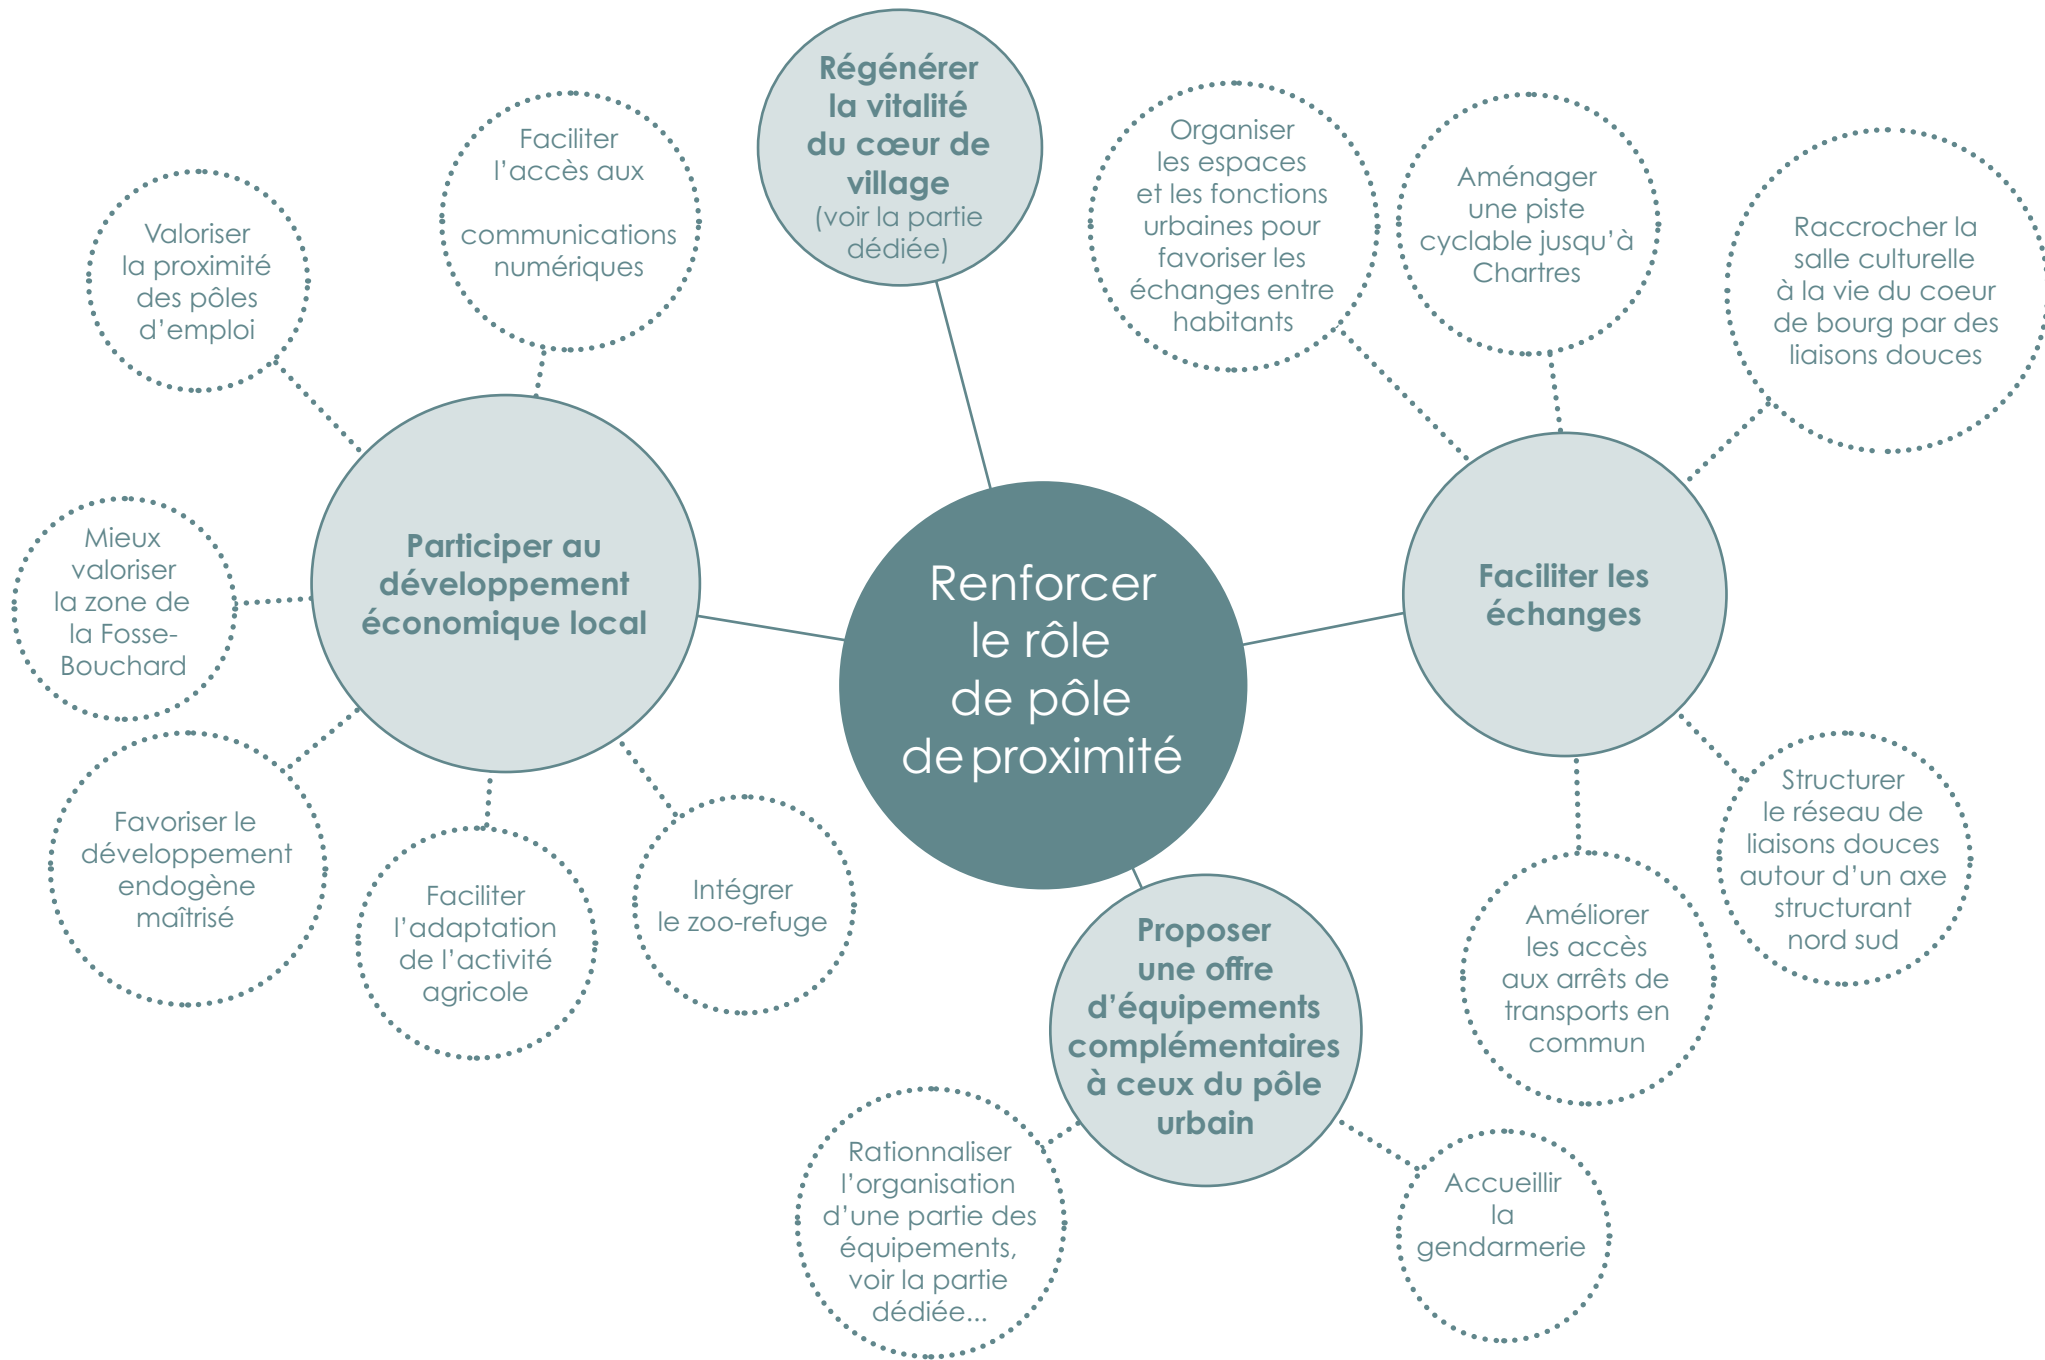 Régénérer
la vitalité
du cœur de
village
(voir la partie
dédiée)
Faciliter
l’accès aux
communications
numériques
Valoriser
la proximité
des pôles
d’emploi
Organiser
les espaces
et les fonctions
urbaines pour
favoriser les
échanges entre
habitants
Aménager
une piste
cyclable jusqu’à
Chartres
Raccrocher la
salle culturelle
à la vie du coeur
de bourg par des
liaisons douces
Mieux
valoriser
la zone de
la Fosse-
Bouchard
Participer au
développement
économique local
Renforcer
le rôle
de pôle
de proximité
Faciliter les
échanges
Favoriser le
développement
endogène
maîtrisé
Faciliter
l’adaptation
de l’activité
agricole
Intégrer
le zoo-refuge
Proposer
une offre
d’équipements
complémentaires
à ceux du pôle
urbain
Améliorer
les accès
aux arrêts de
transports en
commun
Structurer
le réseau de
liaisons douces
autour d’un axe
structurant
nord sud
Rationnaliser
l’organisation
d’une partie des
équipements,
voir la partie
dédiée...
Accueillir
la
gendarmerie